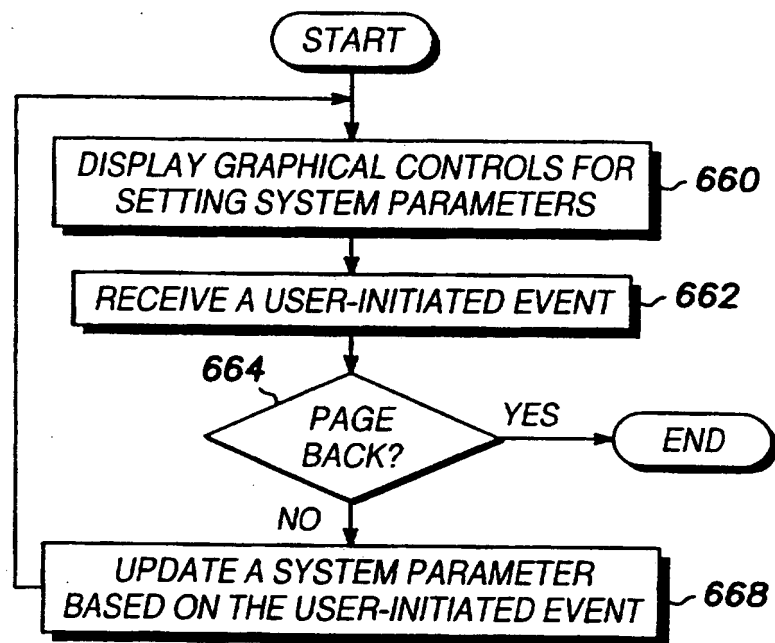 START
DISPLAY GRAPHICAL CONTROLS FOR
SETTING SYSTEM PARAMETERS
660
RECEIVE A USER-INITIATED EVENT
662
664
PAGE
BACK?
YES
END
NO
UPDATE A SYSTEM PARAMETER
BASED ON THE USER-INITIATED EVENT
668